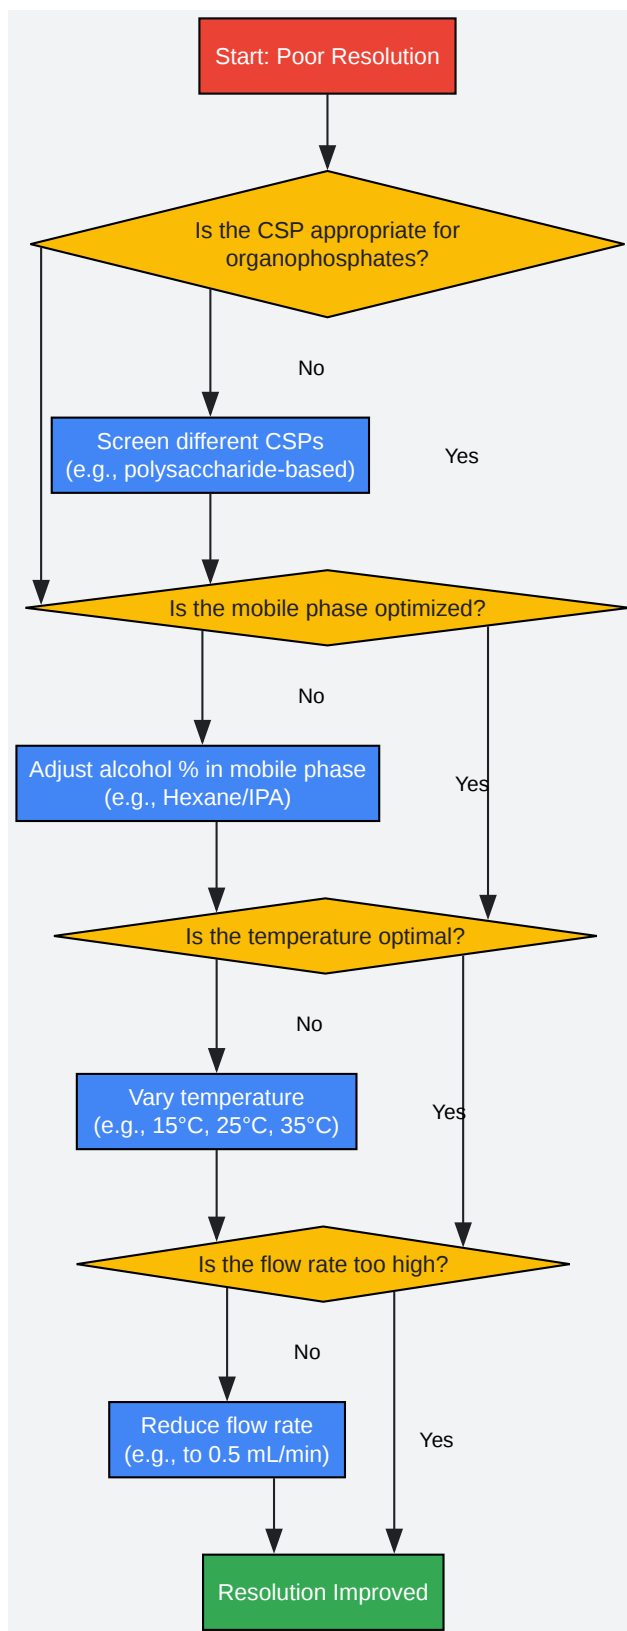 Start: Poor Resolution
Is the CSP appropriate for
organophosphates?
No
Screen different CSPs
(e.g., polysaccharide-based)
Yes
Is the mobile phase optimized?
No
Adjust alcohol % in mobile phase
(e.g., Hexane/IPA)
Yes
Is the temperature optimal?
No
Vary temperature
(e.g., 15°C, 25°C, 35°C)
Yes
Is the flow rate too high?
No
Reduce flow rate
(e.g., to 0.5 mL/min)
Yes
Resolution Improved